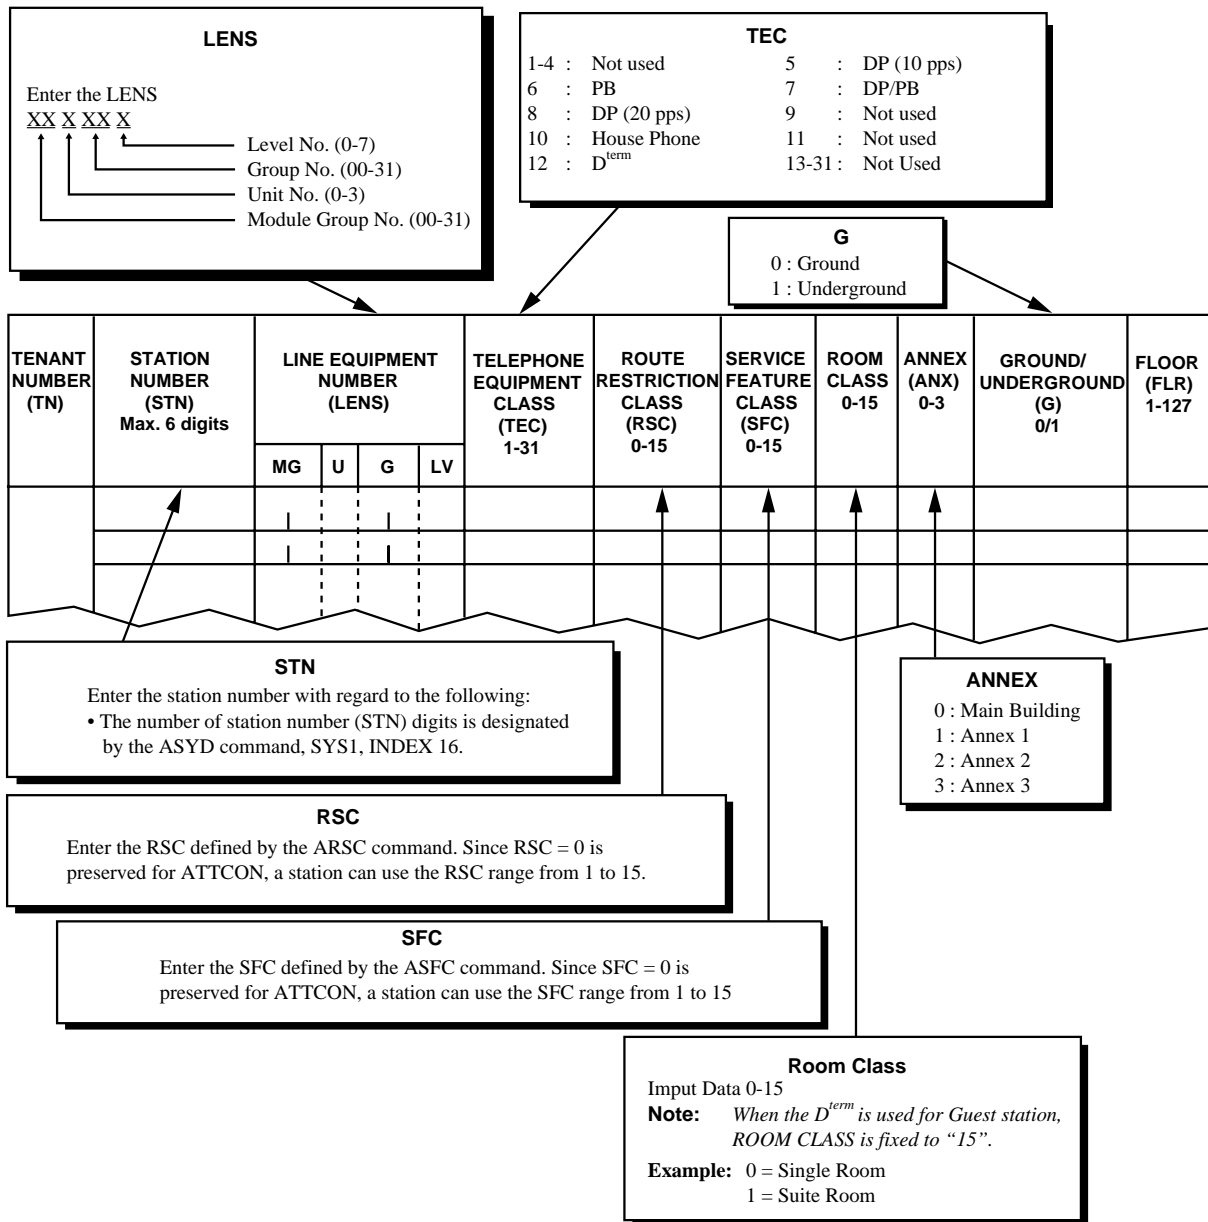 LENS
Enter the LENS
XX X XX X
Level No. (0-7)
Group No. (00-31)
Unit No. (0-3)
Module Group No. (00-31)
TEC
1-4 : Not used 5 : DP (10 pps)
6 : PB 7 : DP/PB
8 : DP (20 pps) 9 : Not used
10 : House Phone 11 : Not used
12 : Dterm 13-31 : Not Used
G
0 : Ground
1 : Underground
TENANT NUMBER (TN)
STATION NUMBER (STN) Max. 6 digits
LINE EQUIPMENT NUMBER (LENS)
TELEPHONE EQUIPMENT CLASS (TEC) 1-31
ROUTE RESTRICTION CLASS (RSC) 0-15
SERVICE FEATURE CLASS (SFC) 0-15
ROOM CLASS 0-15
ANNEX (ANX) 0-3
GROUND/ UNDERGROUND (G) 0/1
FLOOR (FLR) 1-127
MG U G LV
STN
Enter the station number with regard to the following:
• The number of station number (STN) digits is designated
by the ASYD command, SYS1, INDEX 16.
ANNEX
0 : Main Building
1 : Annex 1
2 : Annex 2
3 : Annex 3
RSC
Enter the RSC defined by the ARSC command. Since RSC = 0 is
preserved for ATTCON, a station can use the RSC range from 1 to 15.
SFC
Enter the SFC defined by the ASFC command. Since SFC = 0 is
preserved for ATTCON, a station can use the SFC range from 1 to 15
Room Class
Imput Data 0-15
Note: When the Dterm is used for Guest station,
ROOM CLASS is fixed to “15”.
Example: 0 = Single Room
1 = Suite Room